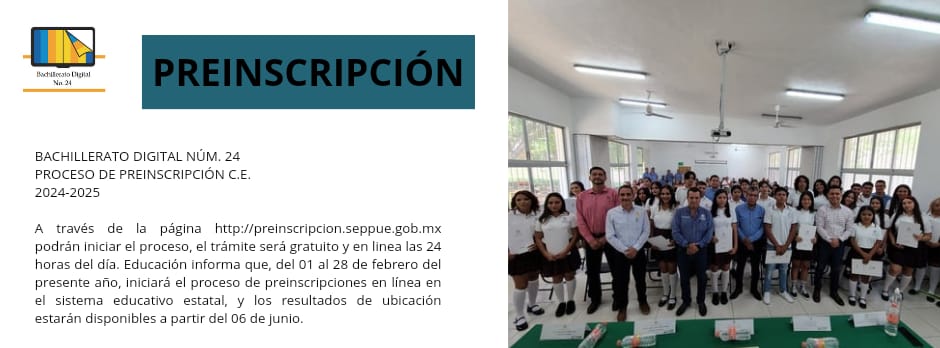 Bachillerato Digital
No. 24
PREINSCRIPCIÓN
BACHILLERATO DIGITAL NÚM. 24
PROCESO DE PREINSCRIPCIÓN C.E.
2024-2025
A través de la página http://preinscripcion.seppue.gob.mx
podrán iniciar el proceso, el trámite será gratuito y en linea las 24
horas del día. Educación informa que, del 01 al 28 de febrero del
presente año, iniciará el proceso de preinscripciones en línea en
el sistema educativo estatal, y los resultados de ubicación
estarán disponibles a partir del 06 de junio.